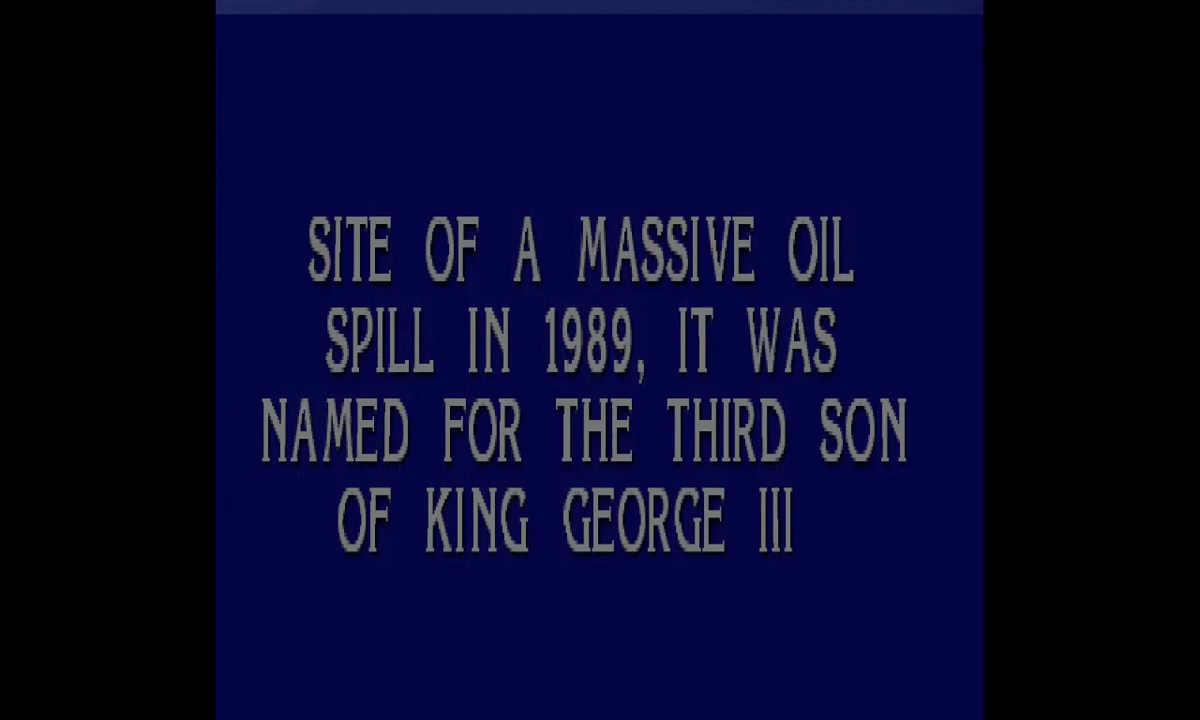 SITE OF A MASSIVE OIL
SPILL IN 1989, IT WAS
NAMED FOR THE THIRD SON
OF KING GEORGE III